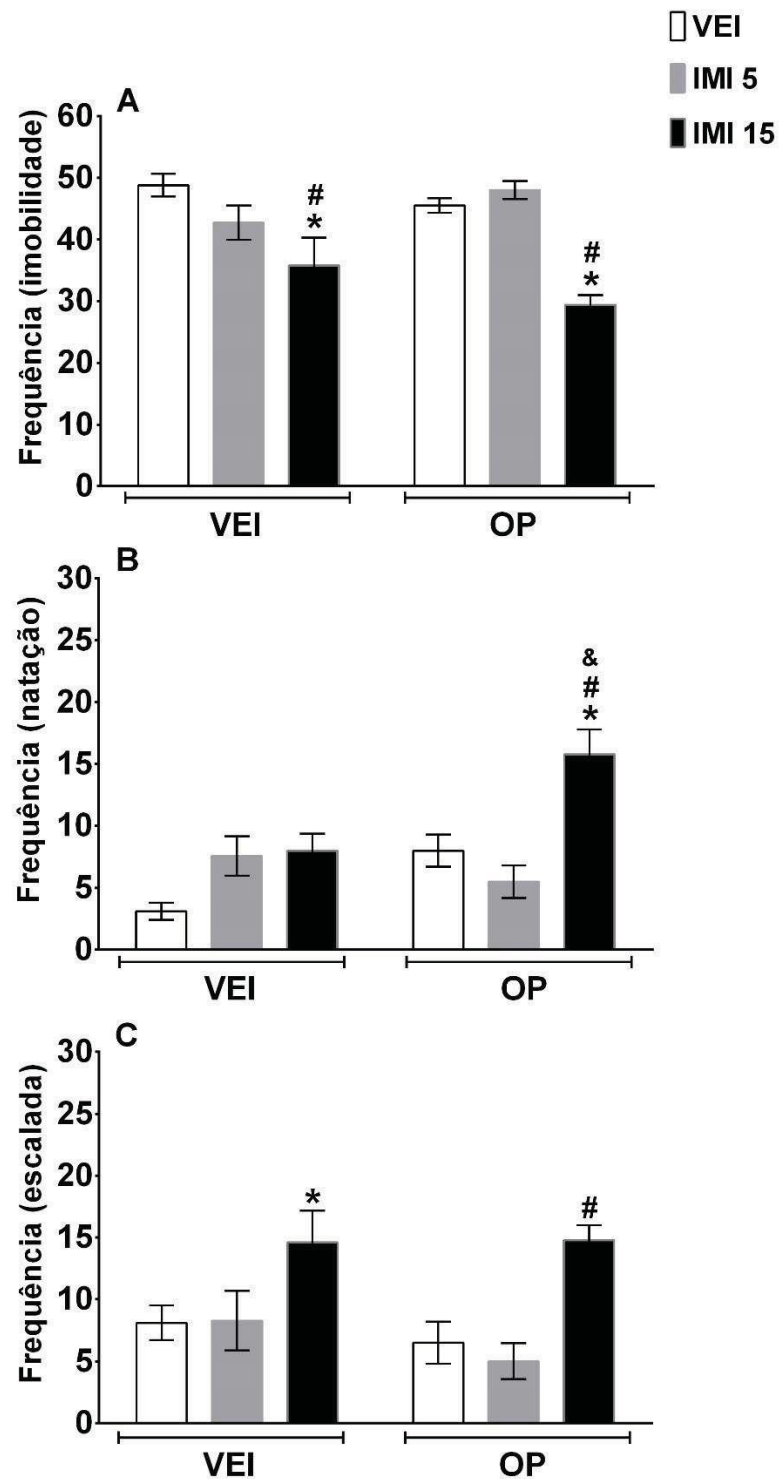 VEI
IMI 5
IMI 15
A
Frequência (imobilidade)
60
50
40
30
20
10
0
#
*
#
*
VEI OP
B
Frequência (natação)
30
25
20
15
10
5
0
&
#
*
VEI OP
C
Frequência (escalada)
30
25
20
15
10
5
0
*
#
VEI OP